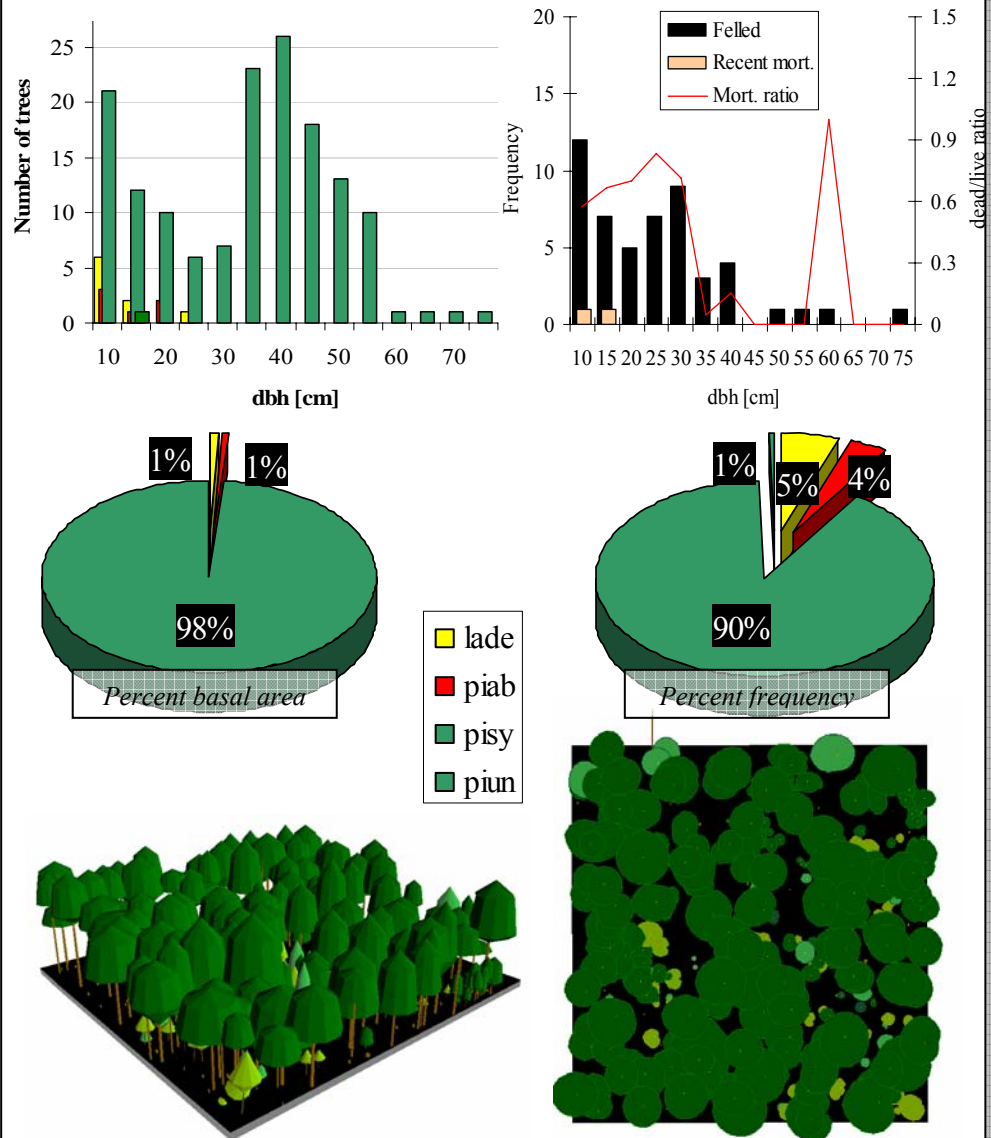 Number of trees
25
20
15
10
5
0
10 20 30 40 50 60 70
dbh [cm]
Felled
Recent mort.
Mort. ratio
Frequency
20
15
10
5
0
dead/live ratio
1.5
1.2
0.9
0.6
0.3
0
10 15 20 25 30 35 40 45 50 55 60 65 70 75
dbh [cm]
1% 1%
98%
Percent basal area
1% 5% 4%
90%
Percent frequency
lade
piab
pisy
piun